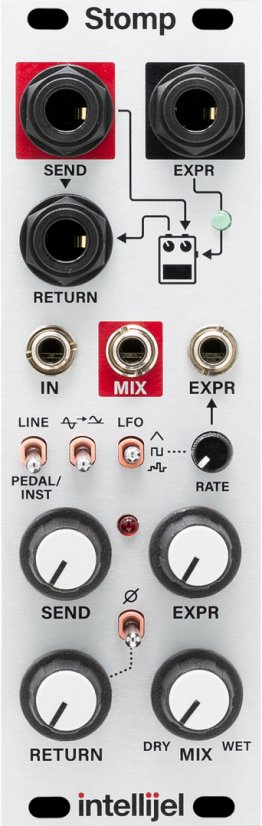 Stomp
SEND
EXPR
RETURN
IN
MIX
EXPR
LINE
LFO
PEDAL/
INST
RATE
SEND
EXPR
Ø
RETURN
DRY
MIX
WET
intellijel